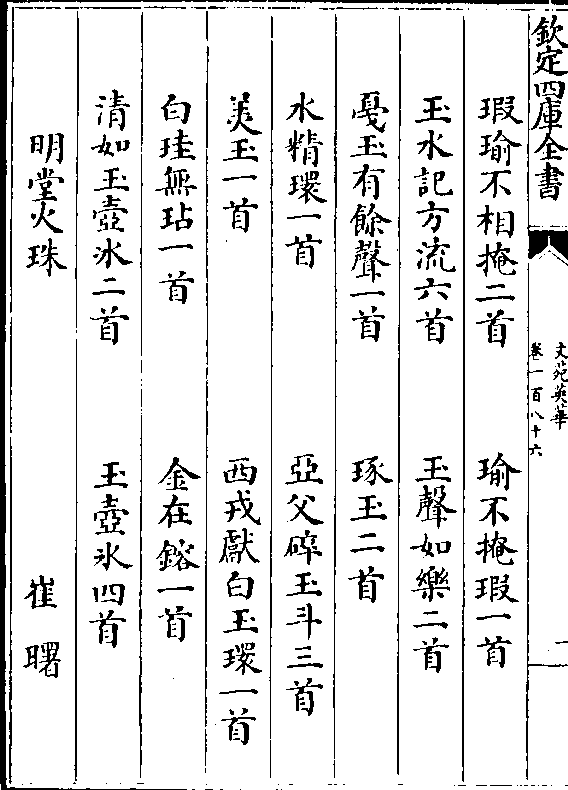 欽定四庫全書
文苑英華
卷一百八十六
瑕瑜不相掩二首 瑜不掩瑕一首
玉水記方流六首 玉聲如樂二首
戞玉有餘聲一首 琢玉二首
水精環一首 亞父碎玉斗三首
美玉一首 西戎獻白玉環一首
白珪無玷一首 金在鎔一首
清如玉壺冰二首 玉壺氷四首
明堂火珠 崔曙